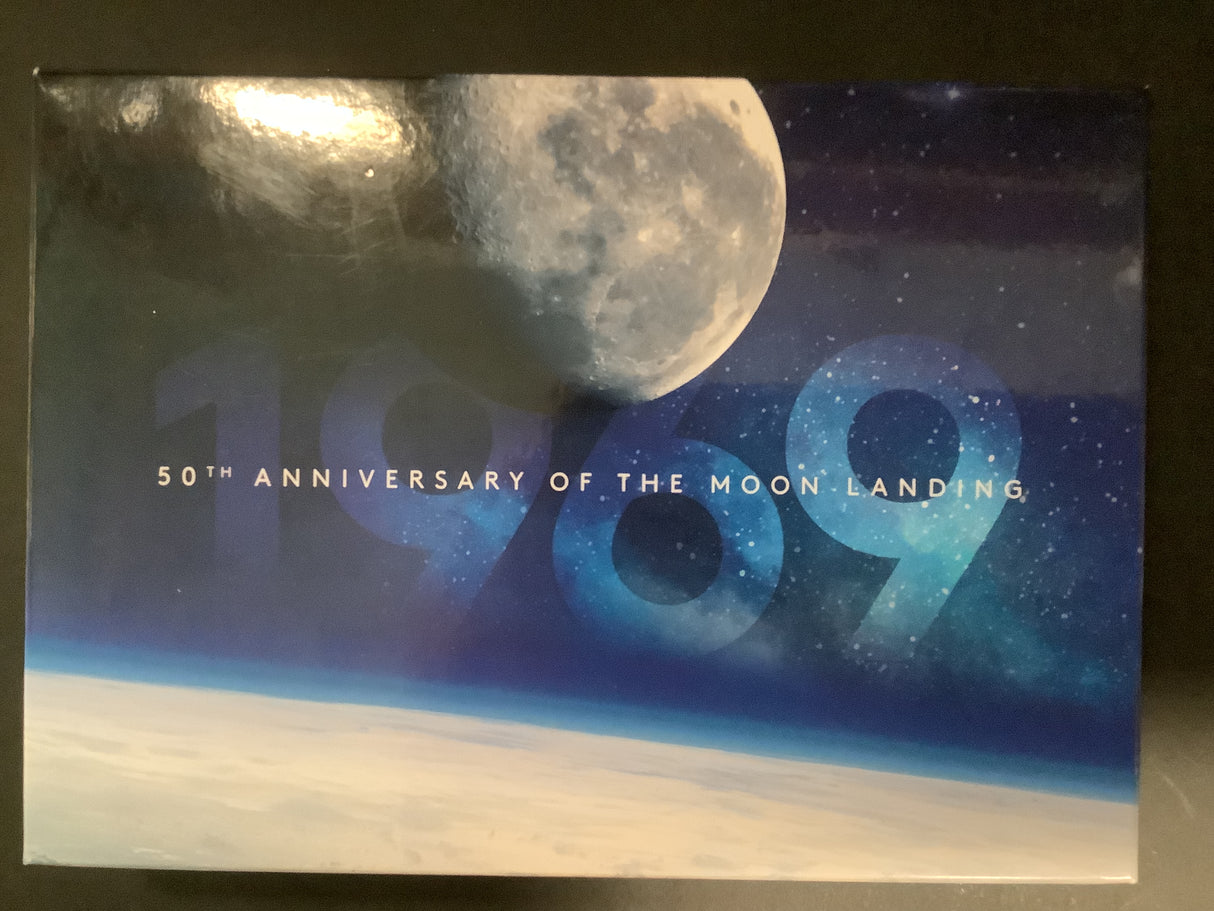 1969
50TH ANNIVERSARY OF THE MOON LANDING